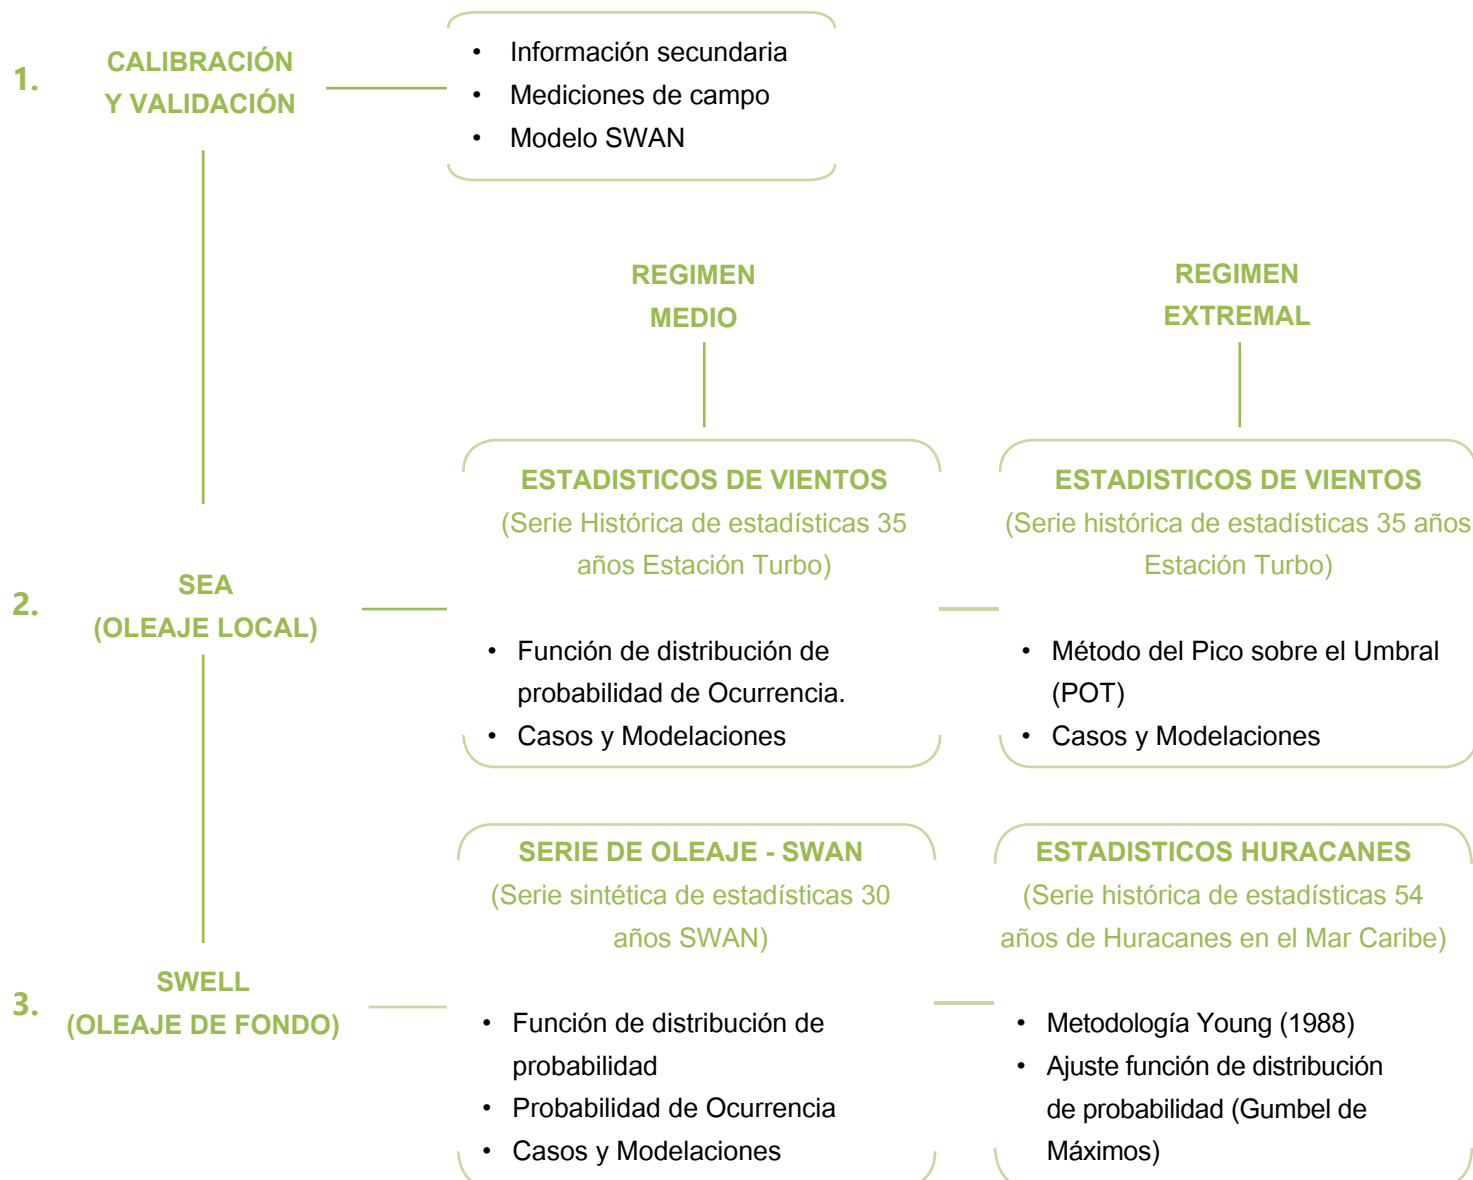 1.
CALIBRACIÓN
Y VALIDACIÓN
• Información secundaria
• Mediciones de campo
• Modelo SWAN
REGIMEN
MEDIO
REGIMEN
EXTREMAL
2.
SEA
(OLEAJE LOCAL)
ESTADISTICOS DE VIENTOS
(Serie Histórica de estadísticas 35
años Estación Turbo)
• Función de distribución de
probabilidad de Ocurrencia.
• Casos y Modelaciones
ESTADISTICOS DE VIENTOS
(Serie histórica de estadísticas 35 años
Estación Turbo)
• Método del Pico sobre el Umbral
(POT)
• Casos y Modelaciones
3.
SWELL
(OLEAJE DE FONDO)
SERIE DE OLEAJE - SWAN
(Serie sintética de estadísticas 30
años SWAN)
• Función de distribución de
probabilidad
• Probabilidad de Ocurrencia
• Casos y Modelaciones
ESTADISTICOS HURACANES
(Serie histórica de estadísticas 54
años de Huracanes en el Mar Caribe)
• Metodología Young (1988)
• Ajuste función de distribución
de probabilidad (Gumbel de
Máximos)